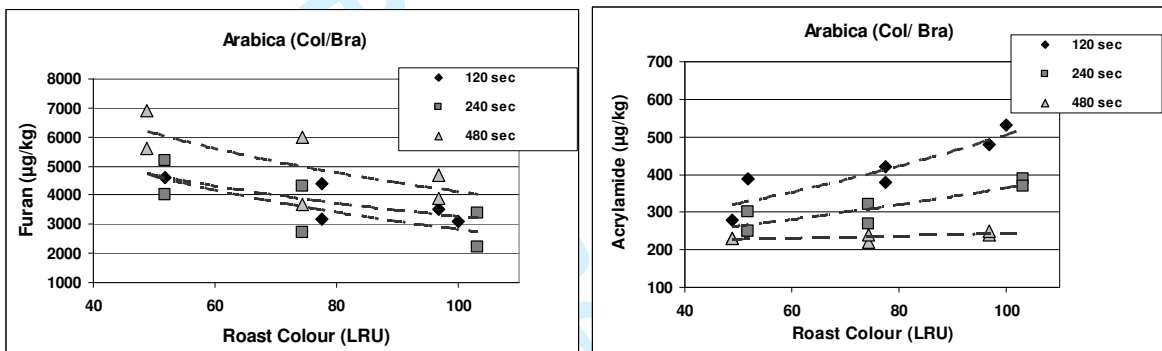 Arabica (Col/Bra)
120 sec
240 sec
480 sec
Furan (µg/kg)
8000
7000
6000
5000
4000
3000
2000
1000
40
60
80
100
Roast Colour (LRU)
Arabica (Col/ Bra)
120 sec
240 sec
480 sec
Acrylamide (µg/kg)
700
600
500
400
300
200
100
40
60
80
100
Roast Colour (LRU)